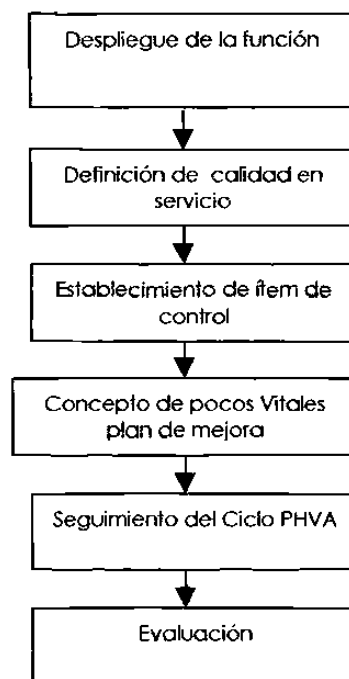 Despliegue de la función
Definición de calidad en
servicio
Establecimiento de ítem de
control
Concepto de pocos Vitales
plan de mejora
Seguimiento del Ciclo PHVA
Evaluación